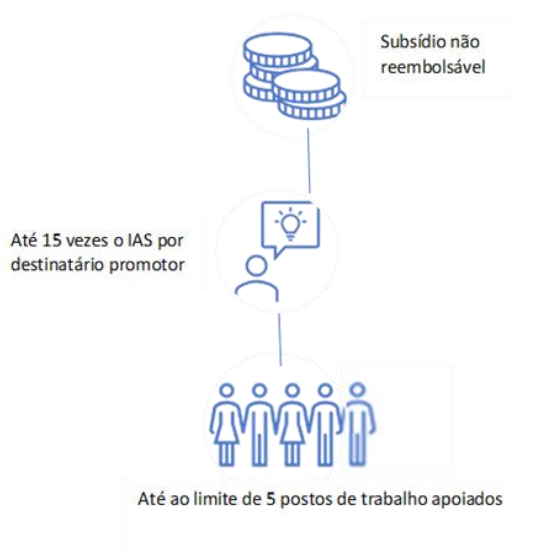 Subsídio não
reembolsável
Até 15 vezes o IAS por
destinatário promotor
Até ao limite de 5 postos de trabalho apoiados